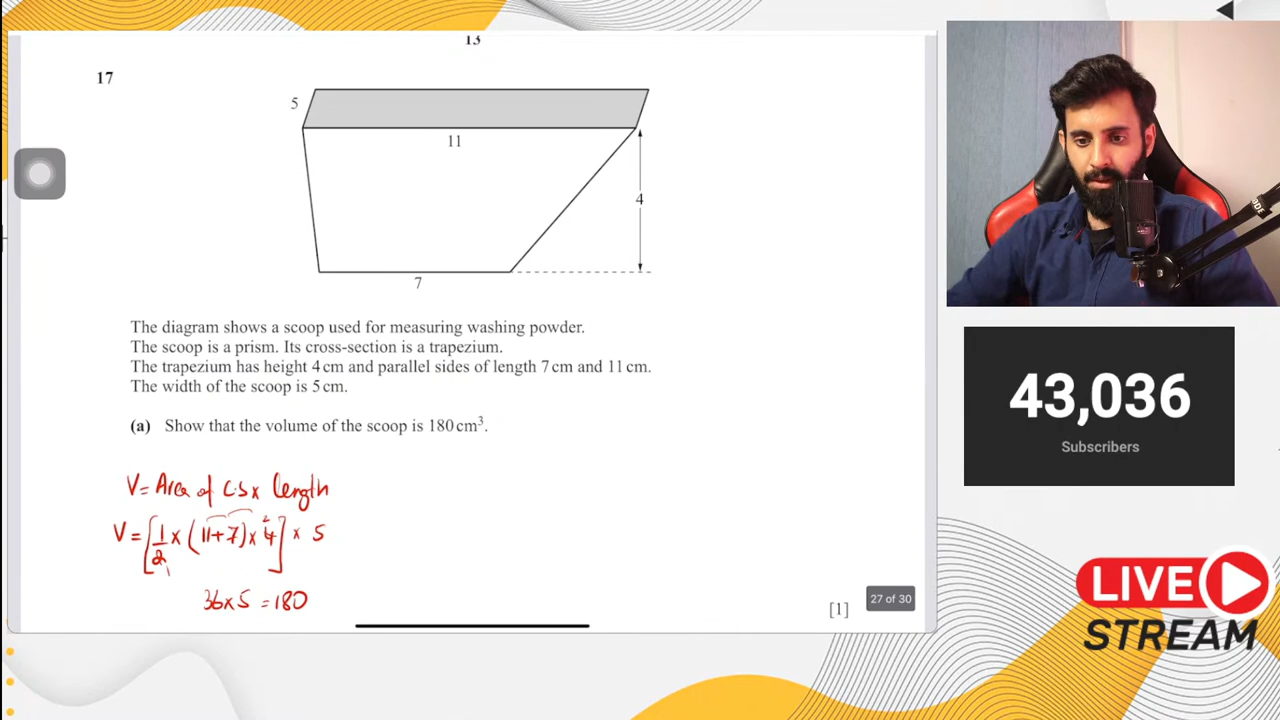 13
17
5
11
4
7
The diagram shows a scoop used for measuring washing powder.
The scoop is a prism. Its cross-section is a trapezium.
The trapezium has height 4 cm and parallel sides of length 7 cm and 11 cm.
The width of the scoop is 5 cm.
(a) Show that the volume of the scoop is 180 cm³.
V = Area of C.S × length
V = [1/2 × (11+7) × 4] × 5
36×5 = 180
[1]
27 of 30
43,036
Subscribers
LIVE
STREAM